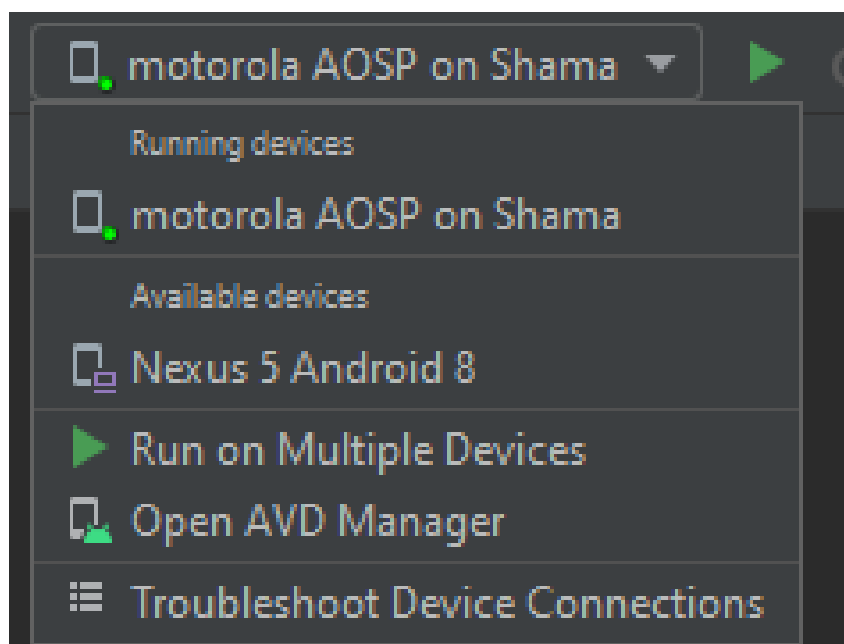 motorola AOSP on Shama
Running devices
motorola AOSP on Shama
Available devices
Nexus 5 Android 8
Run on Multiple Devices
Open AVD Manager
Troubleshoot Device Connections